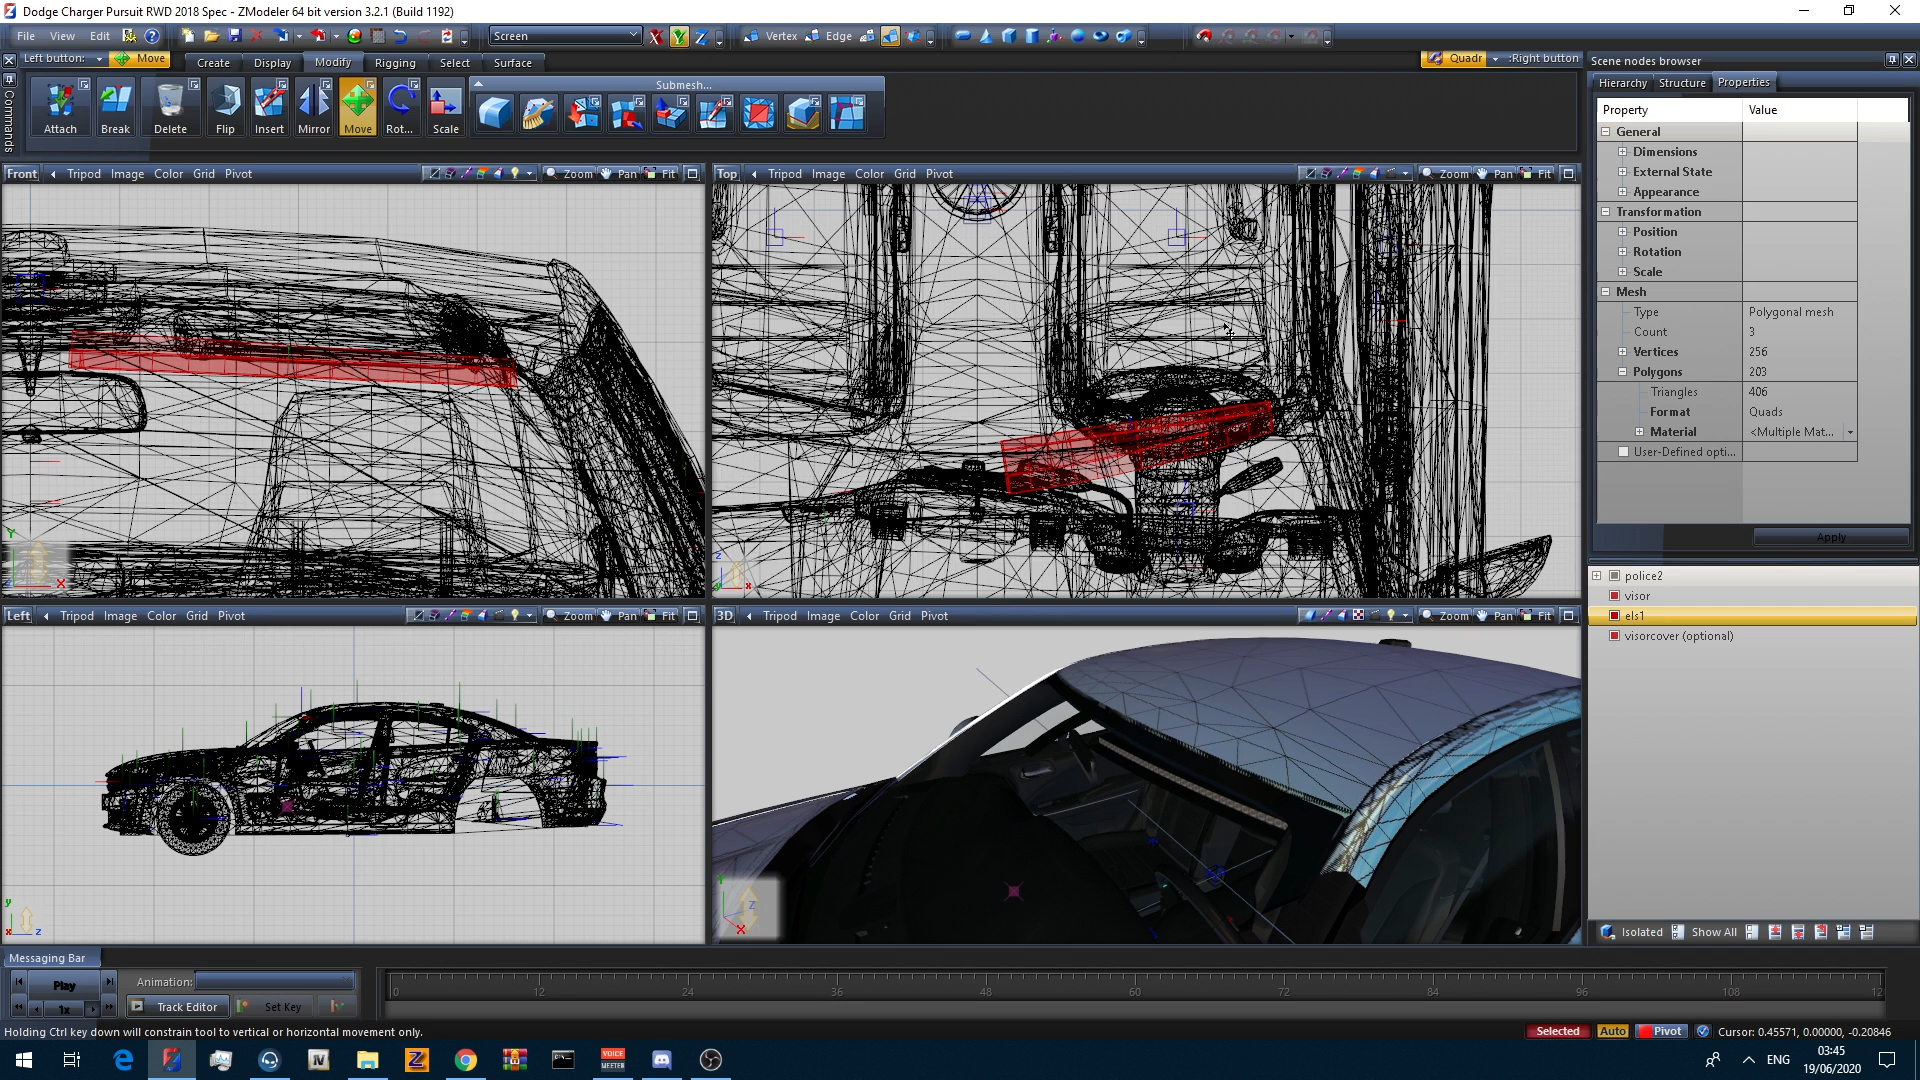 Dodge Charger Pursuit RWD 2018 Spec - ZModeler 64 bit version 3.2.1 (Build 1192)
File View Edit Screen X Y Z Vertex Edge
Left button: Move Create Display Modify Rigging Select Surface Quadr :Right button
Commands
Submesh...
Attach Break Delete Flip Insert Mirror Move Rot... Scale
Scene nodes browser
Hierarchy Structure Properties
Property Value
General
Dimensions
External State
Appearance
Transformation
Position
Rotation
Scale
Mesh
Type Polygonal mesh
Count 3
Vertices 256
Polygons 203
Triangles 406
Format Quads
Material <Multiple Mat...
User-Defined opti...
Apply
police2
visor
els1
visorcover (optional)
Isolated Show All
Front Tripod Image Color Grid Pivot Zoom Pan Fit
Top Tripod Image Color Grid Pivot Zoom Pan Fit
Left Tripod Image Color Grid Pivot Zoom Pan Fit
3D Tripod Image Color Grid Pivot Zoom Pan Fit
Messaging Bar
Play Animation:
1x Track Editor Set Key
0 12 24 36 48 60 72 84 96 108 12
Holding Ctrl key down will constrain tool to vertical or horizontal movement only.
Selected Auto Pivot Cursor: 0.45571, 0.00000, -0.20846
VOICE MEETER
ENG
03:45
19/06/2020